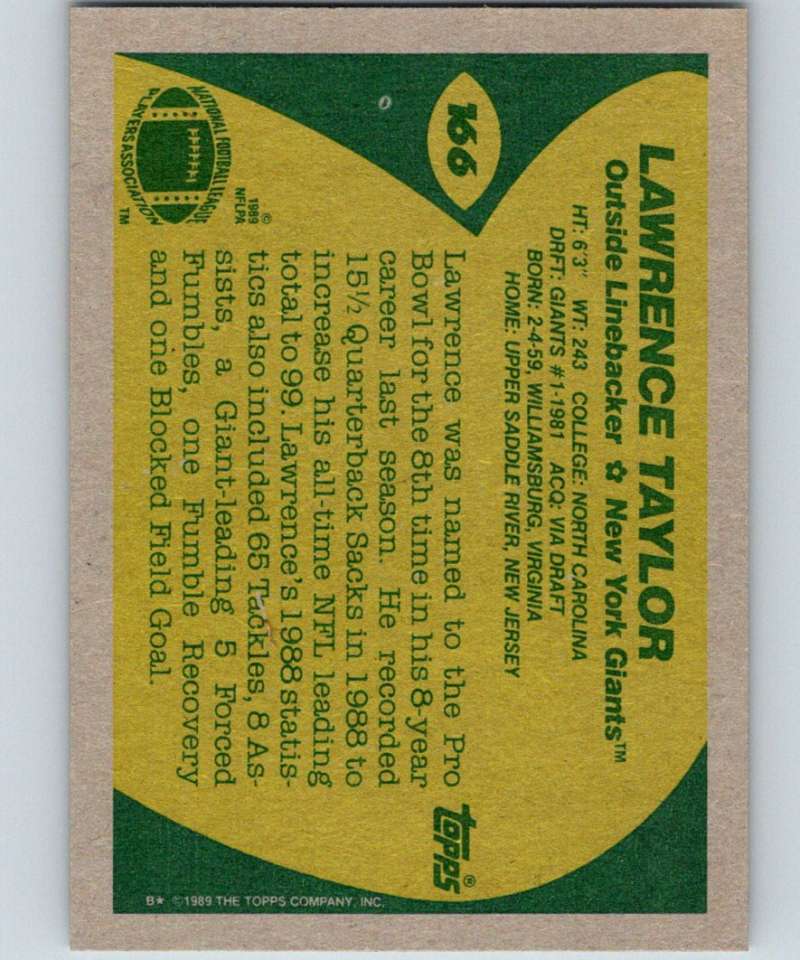 166
LAWRENCE TAYLOR
Outside Linebacker ✿ New York Giants™
HT: 6'3" WT: 243 COLLEGE: NORTH CAROLINA
DRFT: GIANTS #1-1981 ACQ: VIA DRAFT
BORN: 2-4-59, WILLIAMSBURG, VIRGINIA
HOME: UPPER SADDLE RIVER, NEW JERSEY
Lawrence was named to the Pro
Bowl for the 8th time in his 8-year
career last season. He recorded
15½ Quarterback Sacks in 1988 to
increase his all-time NFL leading
total to 99. Lawrence's 1988 statis-
tics also included 65 Tackles, 8 As-
sists, a Giant-leading 5 Forced
Fumbles, one Fumble Recovery
and one Blocked Field Goal.
©
1989
NFLPA
NATIONAL FOOTBALL LEAGUE
PLAYERS ASSOCIATION
TM
topps®
B★ ©1989 THE TOPPS COMPANY, INC.